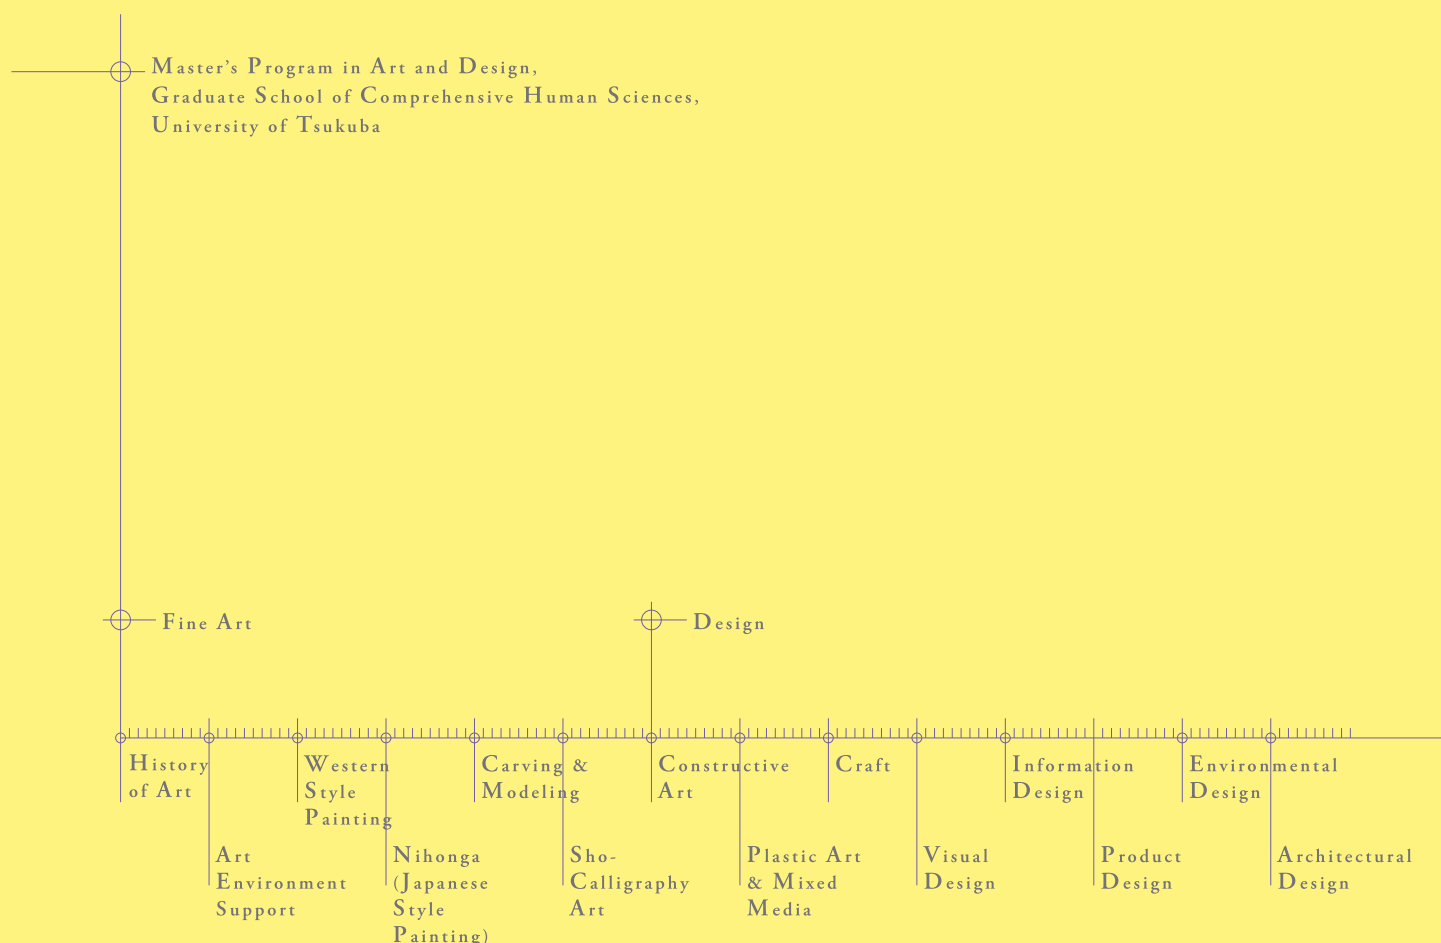 Master's Program in Art and Design,
Graduate School of Comprehensive Human Sciences,
University of Tsukuba
Fine Art
Design
History
of Art
Art
Environment
Support
Western
Style
Painting
Nihonga
(Japanese
Style
Painting)
Carving &
Modeling
Sho-
Calligraphy
Art
Constructive
Art
Plastic Art
& Mixed
Media
Craft
Visual
Design
Information
Design
Product
Design
Environmental
Design
Architectural
Design